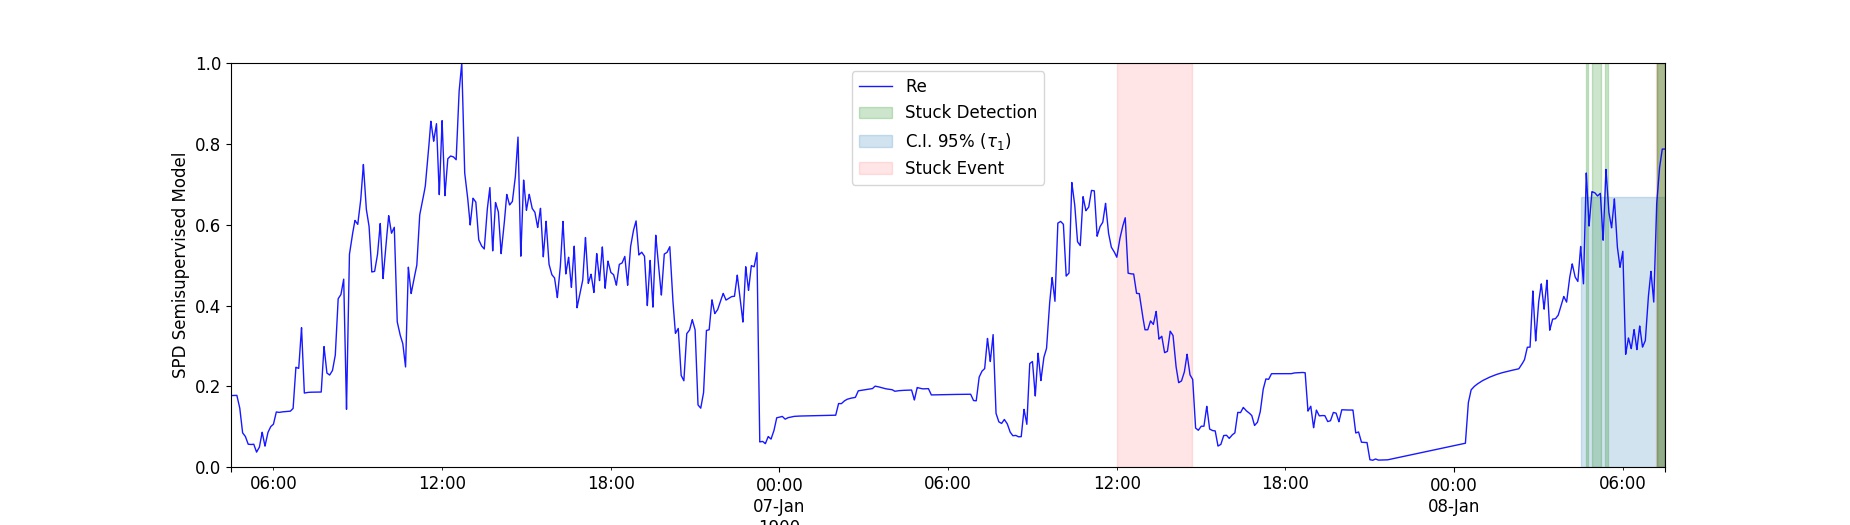 1.0
0.8
0.6
0.4
0.2
0.0
SPD Semisupervised Model
Re
Stuck Detection
C.I. 95% (τ₁)
Stuck Event
06:00 12:00 18:00 00:00 06:00 12:00 18:00 00:00 06:00
07-Jan 08-Jan
1900